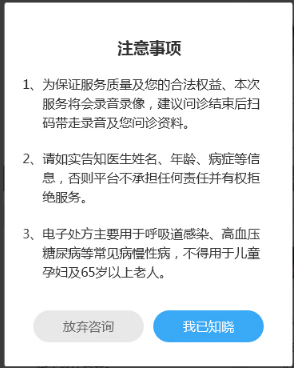 注意事项
1、为保证服务质量及您的合法权益、本次
服务将会录音录像，建议问诊结束后扫
码带走录音及您问诊资料。
2、请如实告知医生姓名、年龄、病症等信
息，否则平台不承担任何责任并有权拒
绝服务。
3、电子处方主要用于呼吸道感染、高血压
糖尿病等常见病慢性病，不得用于儿童
孕妇及65岁以上老人。
放弃咨询
我已知晓